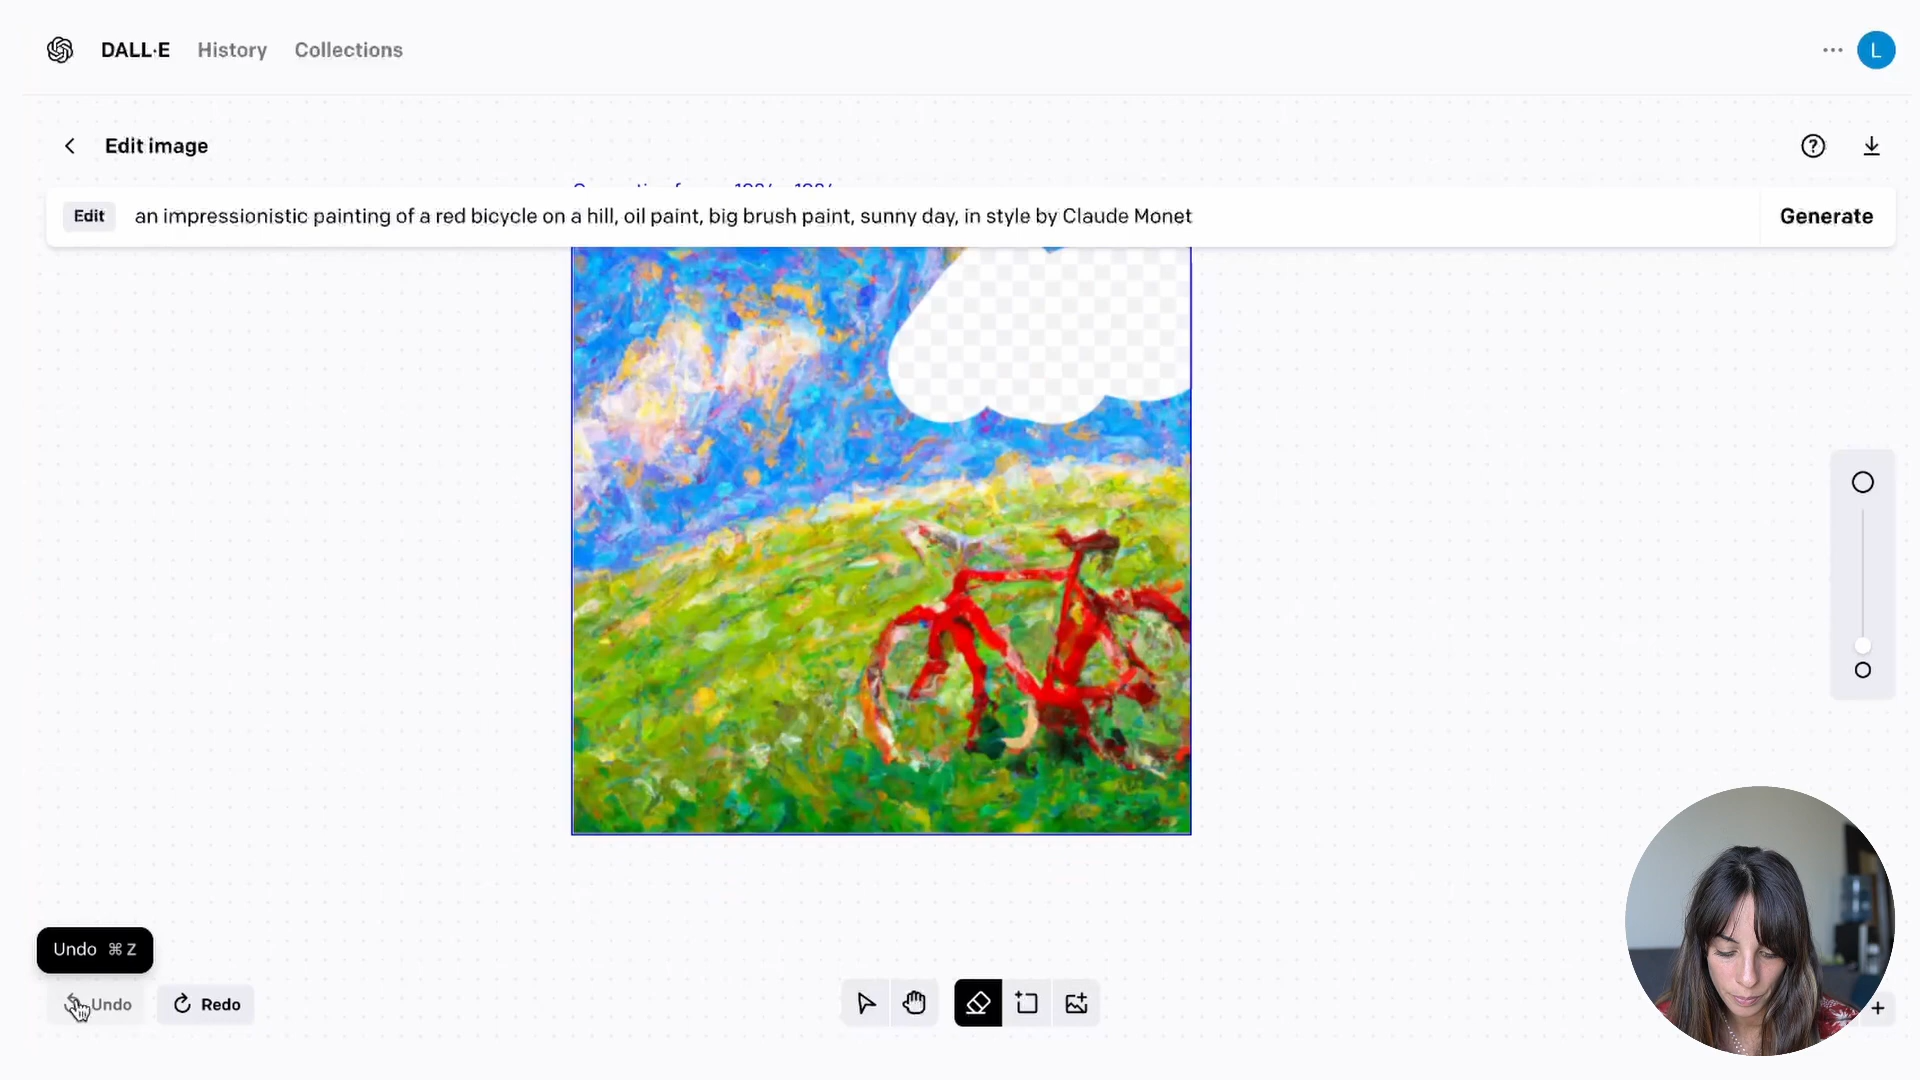 DALL·E History Collections
L
Edit image
Edit an impressionistic painting of a red bicycle on a hill, oil paint, big brush paint, sunny day, in style by Claude Monet Generate
Undo ⌘ Z
Undo Redo